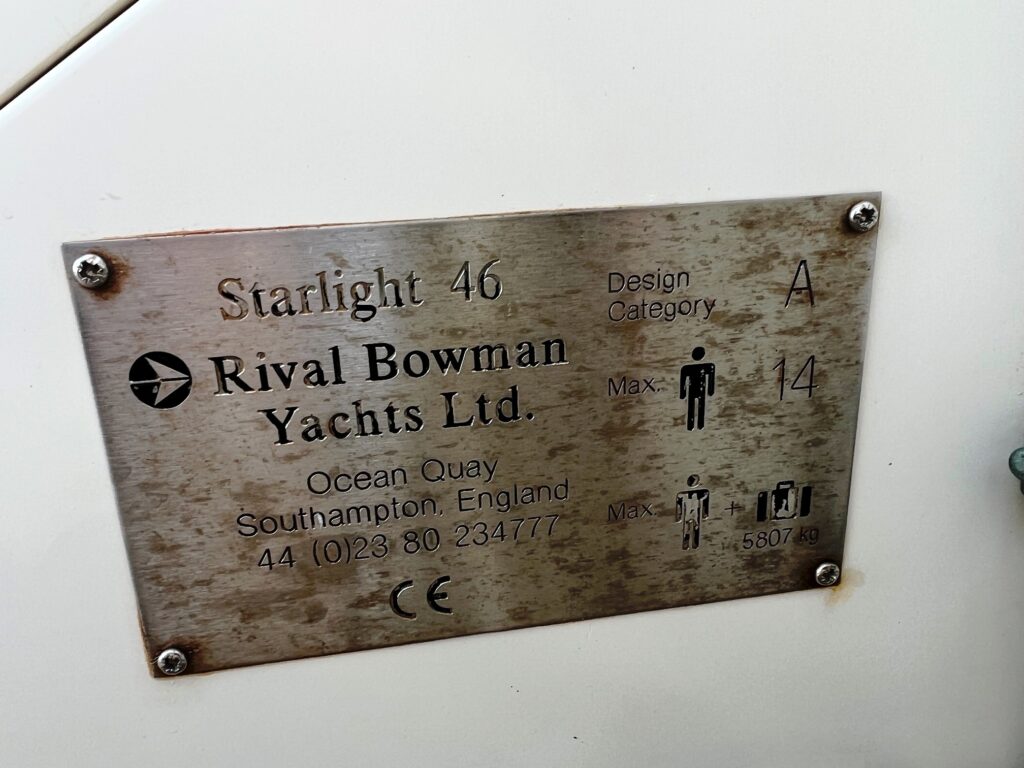 Starlight 46
Rival Bowman
Yachts Ltd.
Ocean Quay
Southampton, England
44 (0)23 80 234777
CE
Design
Category A
Max. 14
Max. +
5807 kg